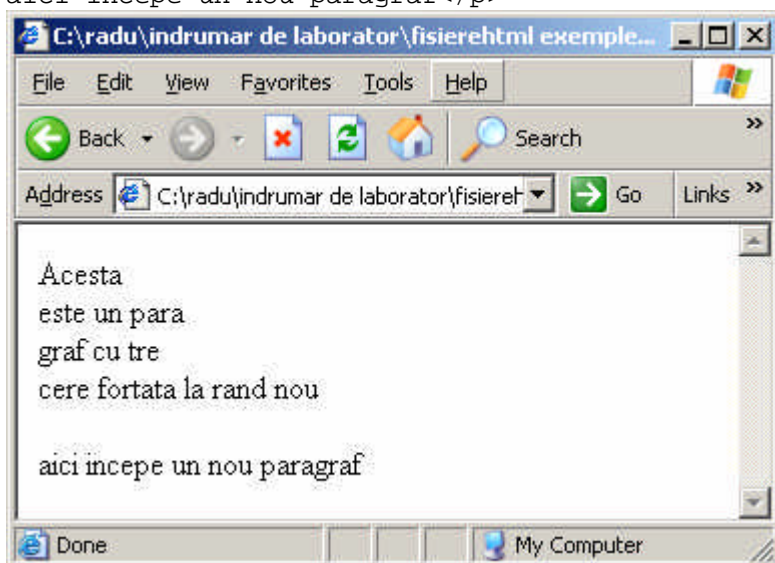 aici incepe un nou paragraf</p>
C:\radu\indrumar de laborator\fisierehtml exemple...
File Edit View Favorites Tools Help
Back Search »
Address C:\radu\indrumar de laborator\fisiereh Go Links »
Acesta
este un para
graf cu tre
cere fortata la rand nou
aici incepe un nou paragraf
Done My Computer